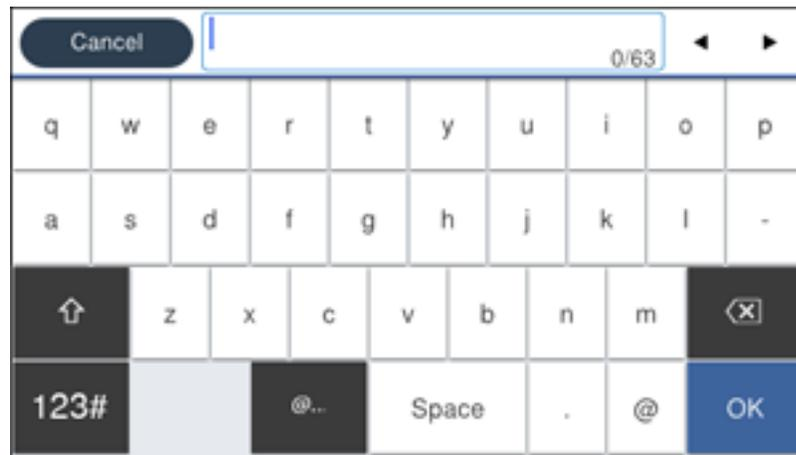 Cancel
0/63
q w e r t y u i o p
a s d f g h j k l -
z x c v b n m
123# @... Space . @ OK